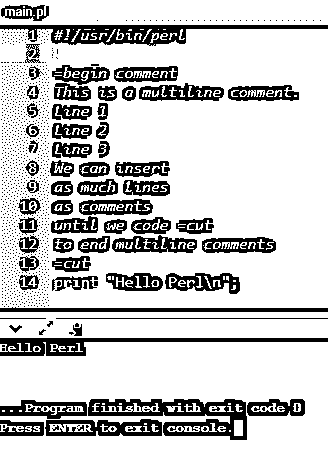 main.pl
1 #!/usr/bin/perl
2
3 =begin comment
4 This is a multiline comment.
5 Line 1
6 Line 2
7 Line 3
8 We can insert
9 as much lines
10 as comments
11 until we code =cut
12 to end multiline comments
13 =cut
14 print "Hello Perl\n";
Hello Perl
...Program finished with exit code 0
Press ENTER to exit console.